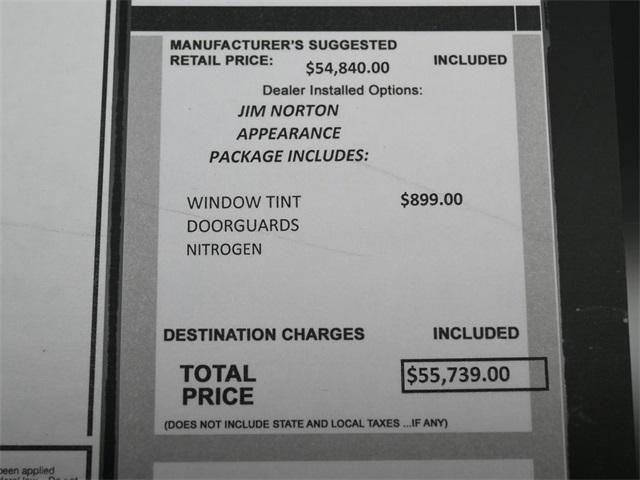 MANUFACTURER'S SUGGESTED
RETAIL PRICE: $54,840.00 INCLUDED
Dealer Installed Options:
JIM NORTON
APPEARANCE
PACKAGE INCLUDES:
WINDOW TINT $899.00
DOORGUARDS
NITROGEN
DESTINATION CHARGES INCLUDED
TOTAL
PRICE $55,739.00
(DOES NOT INCLUDE STATE AND LOCAL TAXES ...IF ANY)
been applied